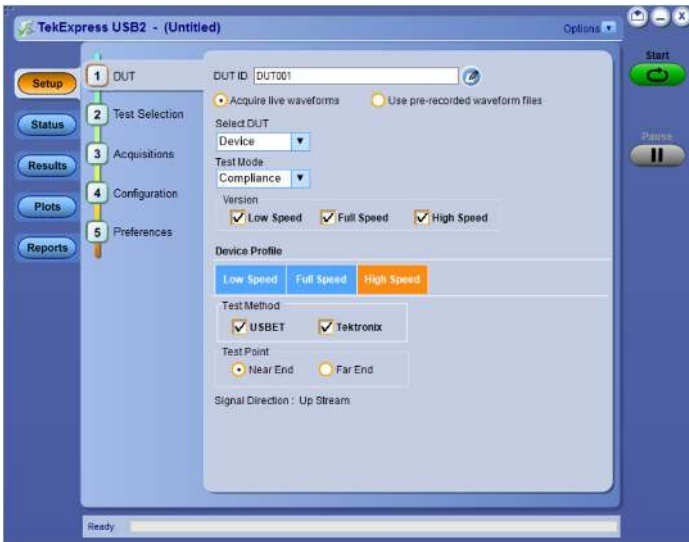 TekExpress USB2 - (Untitled)
Options
Start
Pause
Setup
Status
Results
Plots
Reports
1 DUT
2 Test Selection
3 Acquisitions
4 Configuration
5 Preferences
DUT ID DUT001
Acquire live waveforms Use pre-recorded waveform files
Select DUT
Device
Test Mode
Compliance
Version
Low Speed Full Speed High Speed
Device Profile
Low Speed Full Speed High Speed
Test Method
USBET Tektronix
Test Point
Near End Far End
Signal Direction : Up Stream
Ready